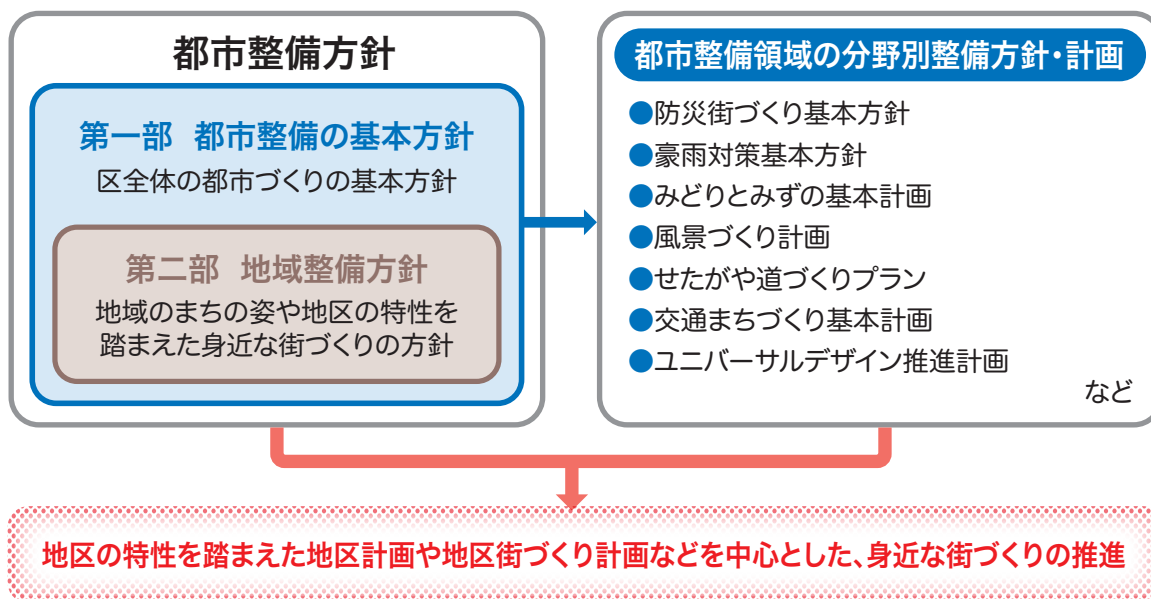 都市整備方針
第一部 都市整備の基本方針
区全体の都市づくりの基本方針
第二部 地域整備方針
地域のまちの姿や地区の特性を
踏まえた身近な街づくりの方針
都市整備領域の分野別整備方針・計画
●防災街づくり基本方針
●豪雨対策基本方針
●みどりとみずの基本計画
●風景づくり計画
●せたがや道づくりプラン
●交通まちづくり基本計画
●ユニバーサルデザイン推進計画
など
地区の特性を踏まえた地区計画や地区街づくり計画などを中心とした、身近な街づくりの推進